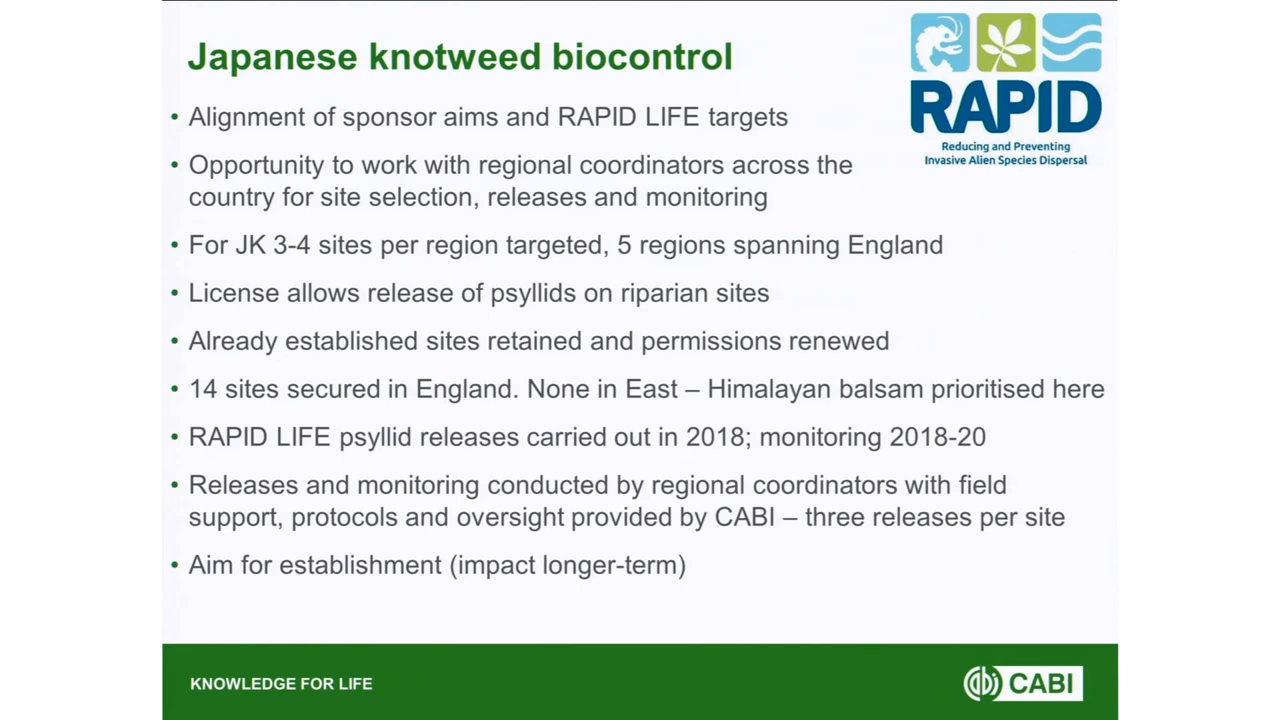 Japanese knotweed biocontrol
RAPID
Reducing and Preventing
Invasive Alien Species Dispersal
• Alignment of sponsor aims and RAPID LIFE targets
• Opportunity to work with regional coordinators across the
country for site selection, releases and monitoring
• For JK 3-4 sites per region targeted, 5 regions spanning England
• License allows release of psyllids on riparian sites
• Already established sites retained and permissions renewed
• 14 sites secured in England. None in East – Himalayan balsam prioritised here
• RAPID LIFE psyllid releases carried out in 2018; monitoring 2018-20
• Releases and monitoring conducted by regional coordinators with field
support, protocols and oversight provided by CABI – three releases per site
• Aim for establishment (impact longer-term)
KNOWLEDGE FOR LIFE
cabi CABI